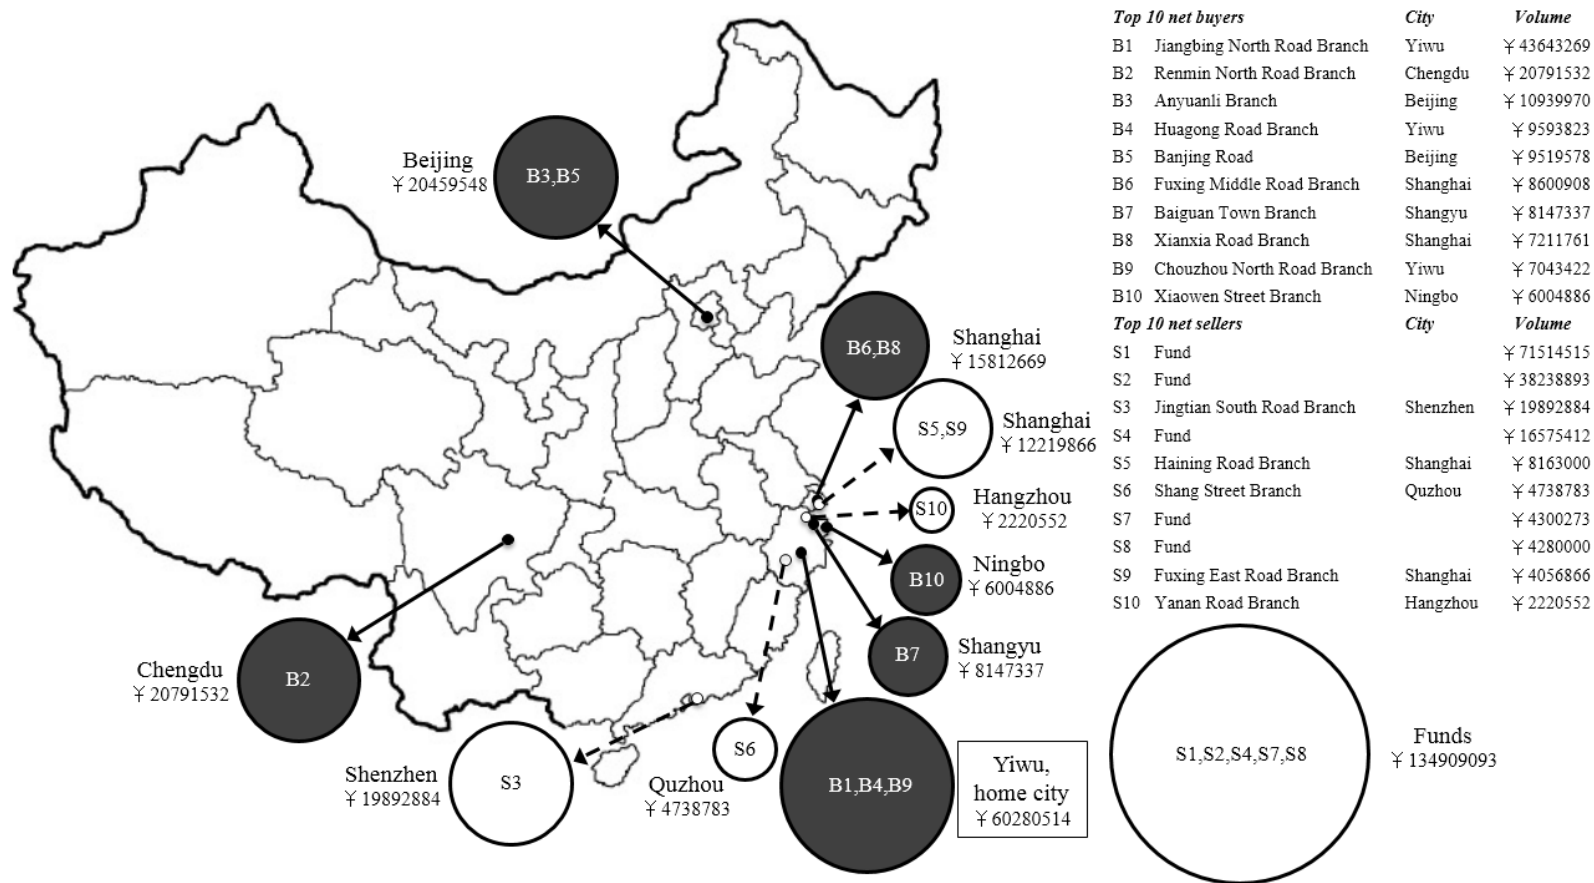 Top 10 net buyers City Volume
B1 Jiangbing North Road Branch Yiwu ¥ 43643269
B2 Renmin North Road Branch Chengdu ¥ 20791532
B3 Anyuanli Branch Beijing ¥ 10939970
B4 Huagong Road Branch Yiwu ¥ 9593823
B5 Banjing Road Beijing ¥ 9519578
B6 Fuxing Middle Road Branch Shanghai ¥ 8600908
B7 Baiguan Town Branch Shangyu ¥ 8147337
B8 Xianxia Road Branch Shanghai ¥ 7211761
B9 Chouzhou North Road Branch Yiwu ¥ 7043422
B10 Xiaowen Street Branch Ningbo ¥ 6004886
Top 10 net sellers City Volume
S1 Fund ¥ 71514515
S2 Fund ¥ 38238893
S3 Jingtian South Road Branch Shenzhen ¥ 19892884
S4 Fund ¥ 16575412
S5 Haining Road Branch Shanghai ¥ 8163000
S6 Shang Street Branch Quzhou ¥ 4738783
S7 Fund ¥ 4300273
S8 Fund ¥ 4280000
S9 Fuxing East Road Branch Shanghai ¥ 4056866
S10 Yanan Road Branch Hangzhou ¥ 2220552
Beijing
¥ 20459548
B3,B5
B6,B8
Shanghai
¥ 15812669
S5,S9
Shanghai
¥ 12219866
S10
Hangzhou
¥ 2220552
B10
Ningbo
¥ 6004886
B7
Shangyu
¥ 8147337
Chengdu
¥ 20791532
B2
Shenzhen
¥ 19892884
S3
Quzhou
¥ 4738783
S6
B1,B4,B9
Yiwu,
home city
¥ 60280514
S1,S2,S4,S7,S8
Funds
¥ 134909093